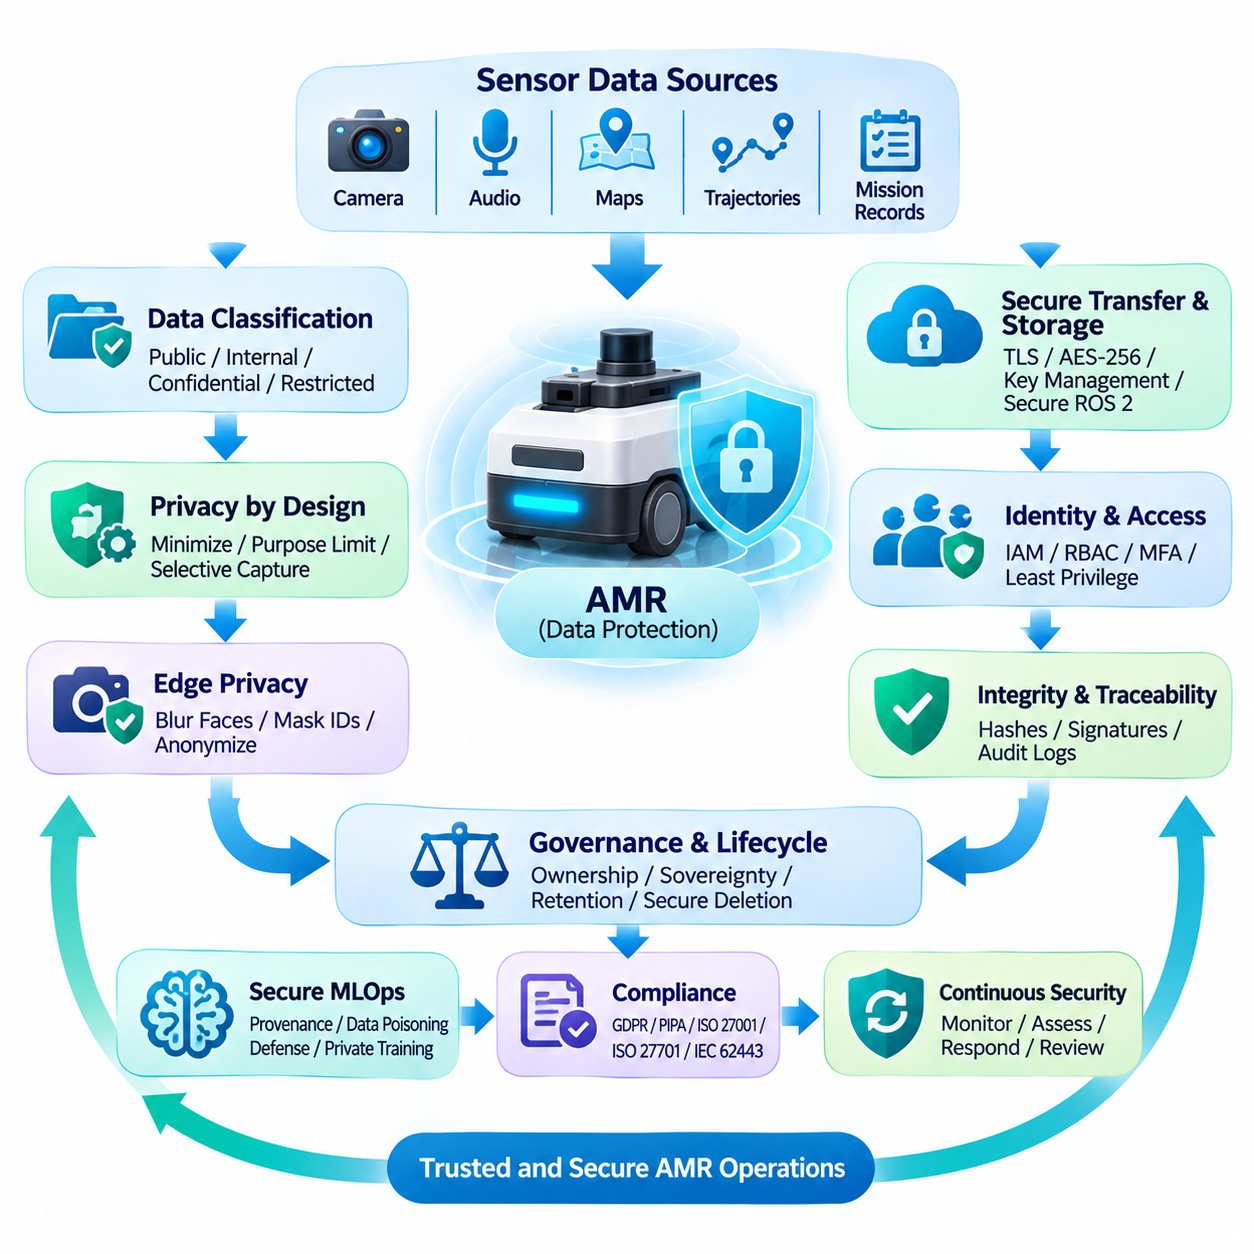 Sensor Data Sources
Camera
Audio
Maps
Trajectories
Mission
Records
Data Classification
Public / Internal /
Confidential / Restricted
Privacy by Design
Minimize / Purpose Limit /
Selective Capture
Edge Privacy
Blur Faces / Mask IDs /
Anonymize
AMR
(Data Protection)
Secure Transfer &
Storage
TLS / AES-256 /
Key Management /
Secure ROS 2
Identity & Access
IAM / RBAC / MFA /
Least Privilege
Integrity & Traceability
Hashes / Signatures /
Audit Logs
Governance & Lifecycle
Ownership / Sovereignty /
Retention / Secure Deletion
Secure MLOps
Provenance / Data Poisoning
Defense / Private Training
Compliance
GDPR / PIPA / ISO 27001 /
ISO 27701 / IEC 62443
Continuous Security
Monitor / Assess /
Respond / Review
Trusted and Secure AMR Operations